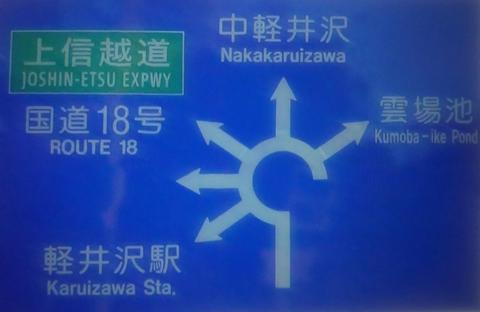 中軽井沢
Nakakaruizawa
上信越道
JOSHIN-ETSU EXPWY
国道18号
ROUTE 18
雲場池
Kumoba-ike Pond
軽井沢駅
Karuizawa Sta.